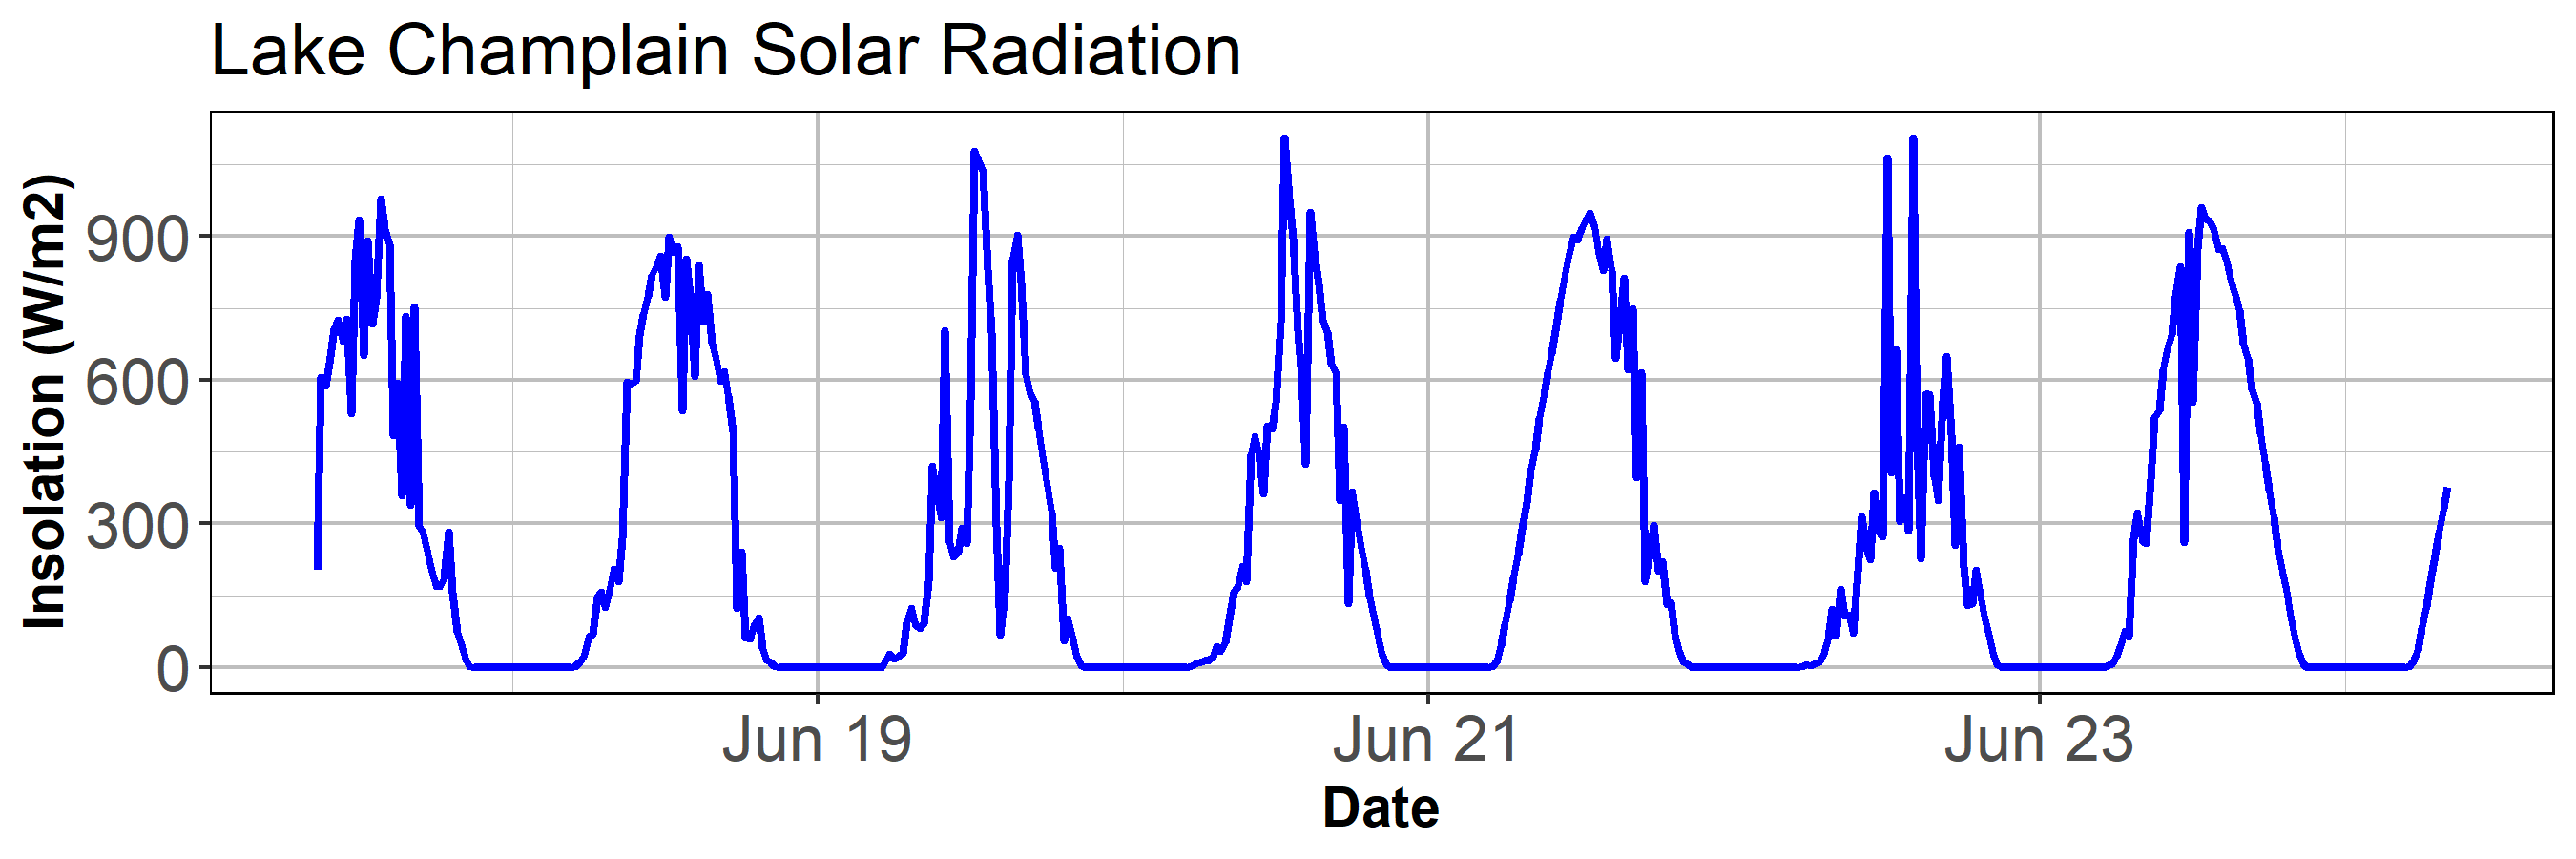 Lake Champlain Solar Radiation
Insolation (W/m2)
900
600
300
0
Jun 19 Jun 21 Jun 23
Date